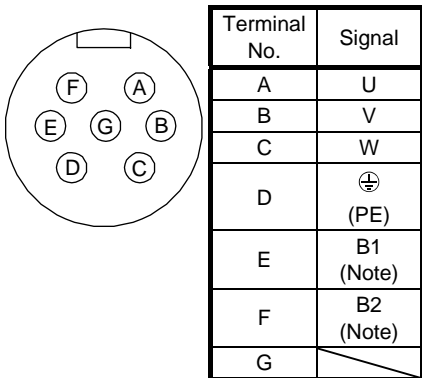 F A
E G B
D C
Terminal No. Signal
A U
B V
C W
D (PE)
E B1 (Note)
F B2 (Note)
G